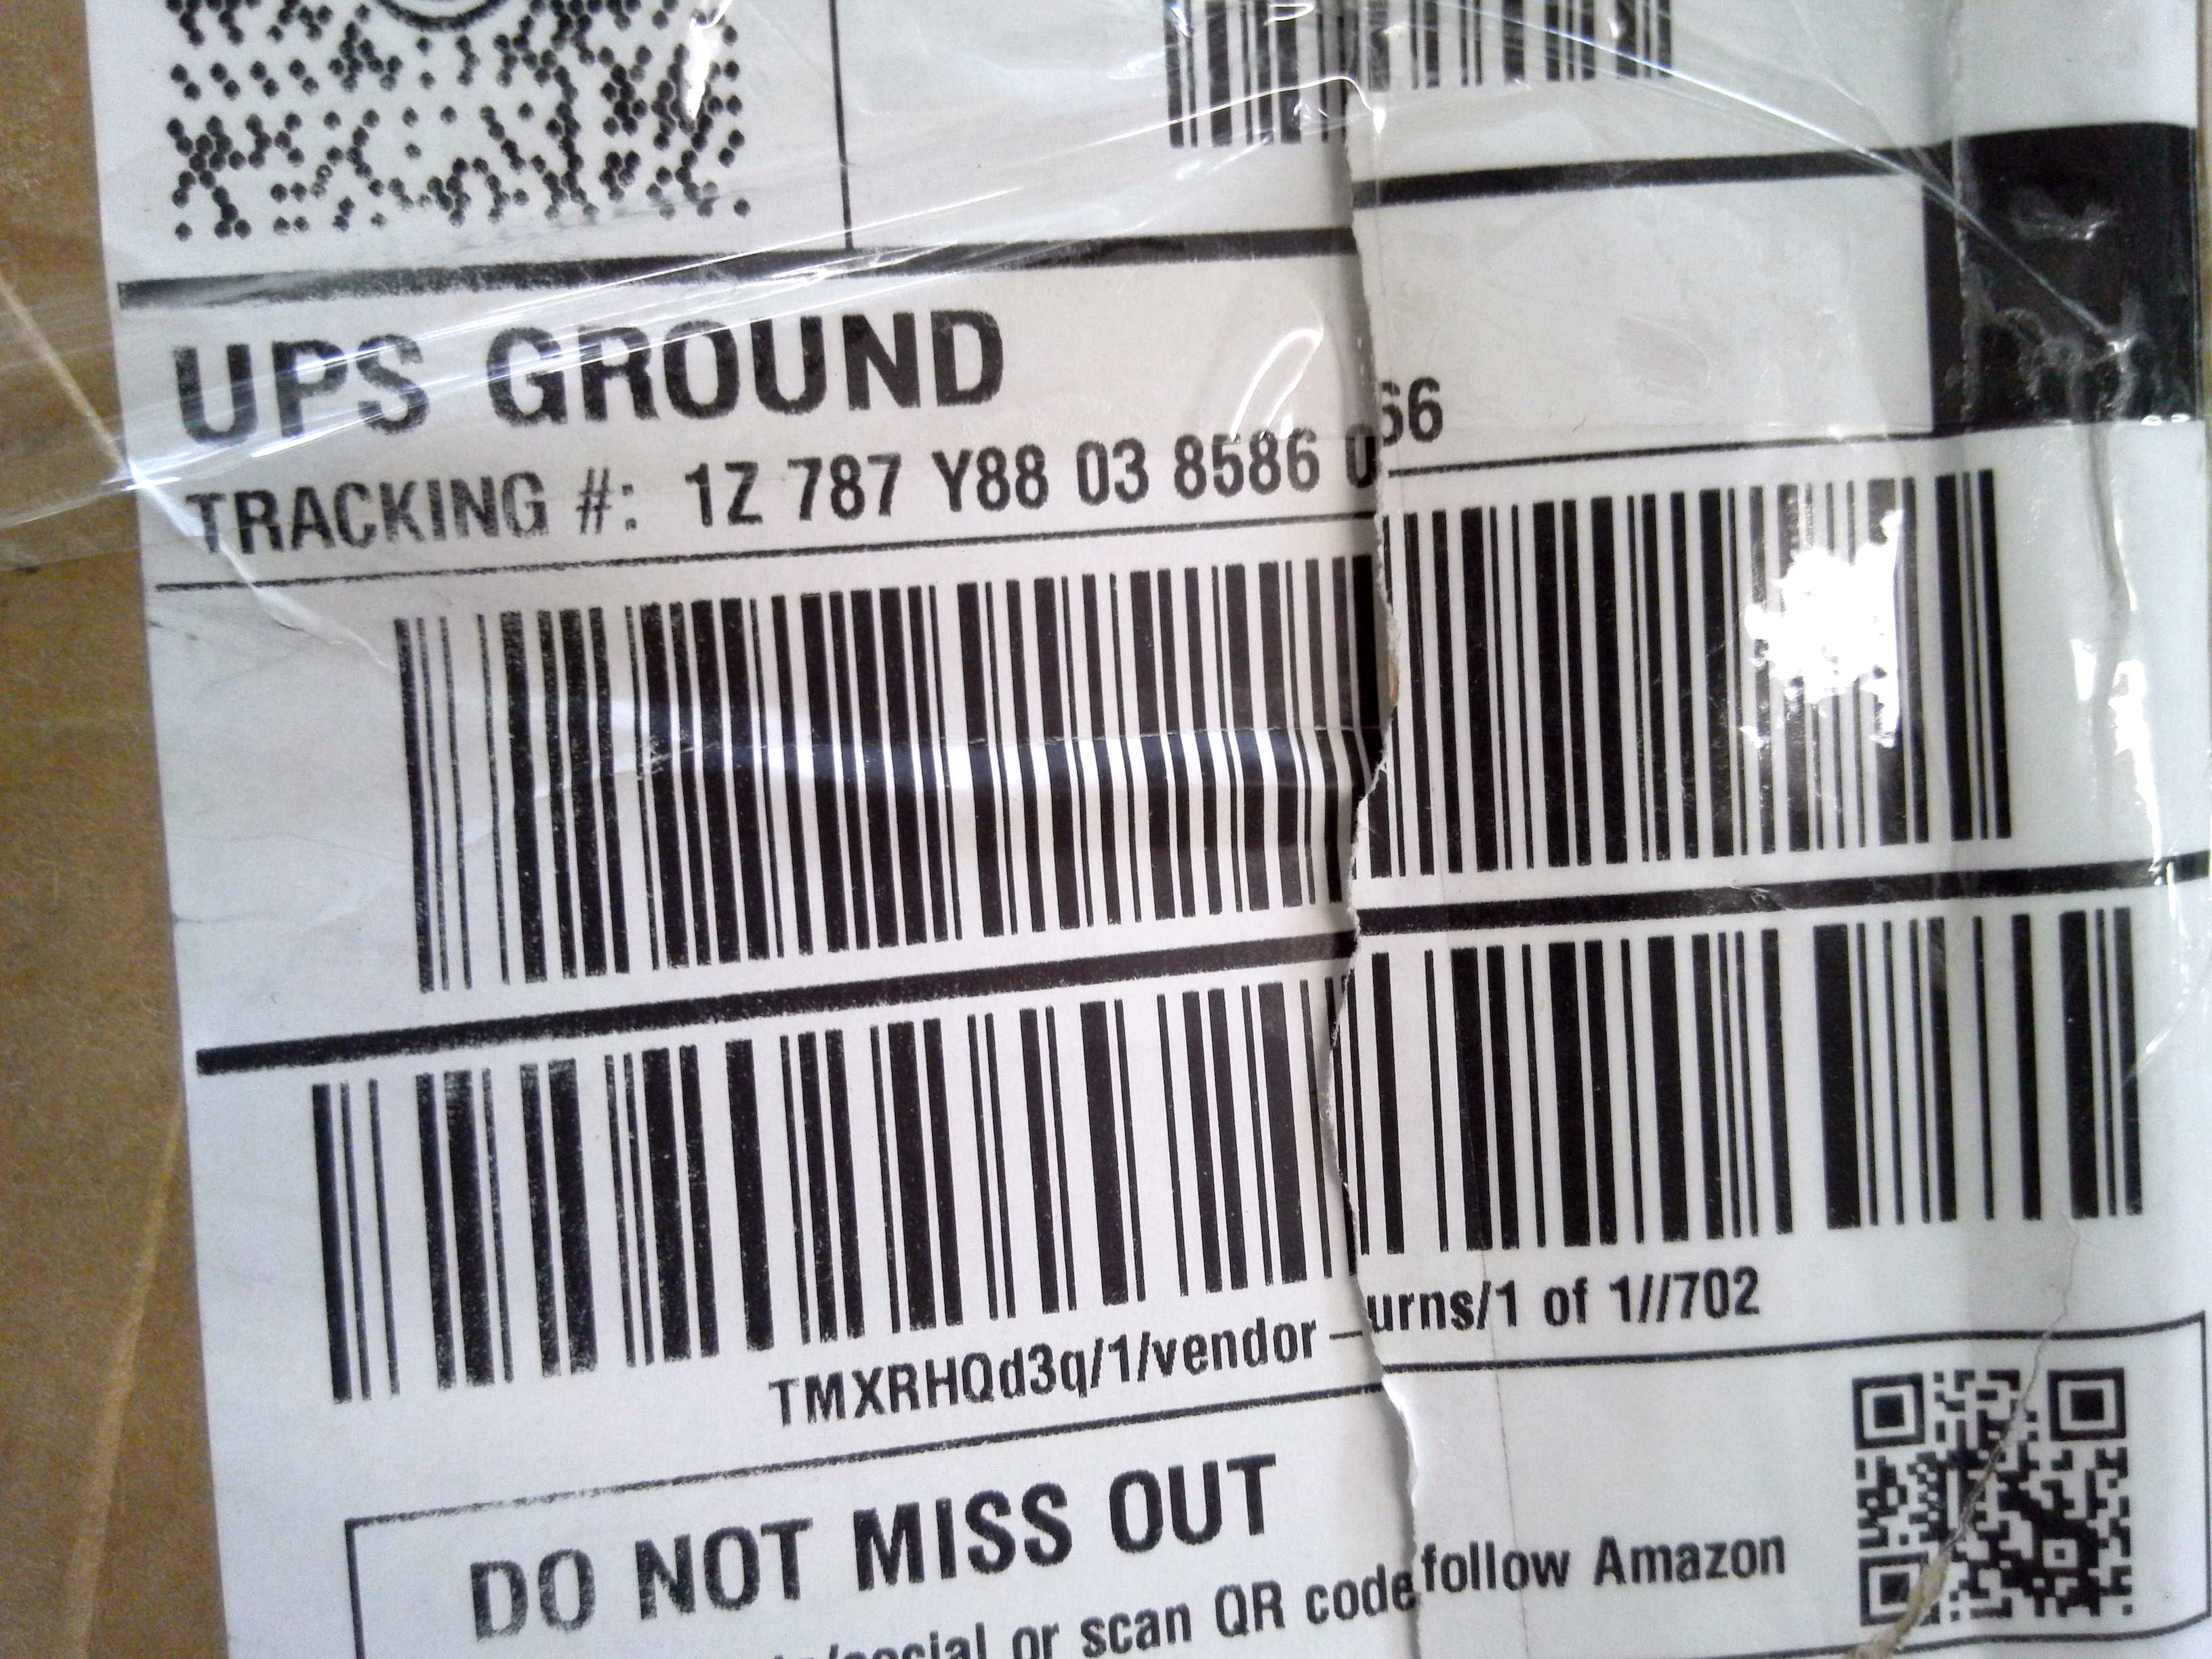 UPS GROUND
TRACKING #: 1Z 787 Y88 03 8586
TMXRHQd3q/1/vendor-urns/1 of 1//702
DO NOT MISS OUT
or scan QR code follow Amazon